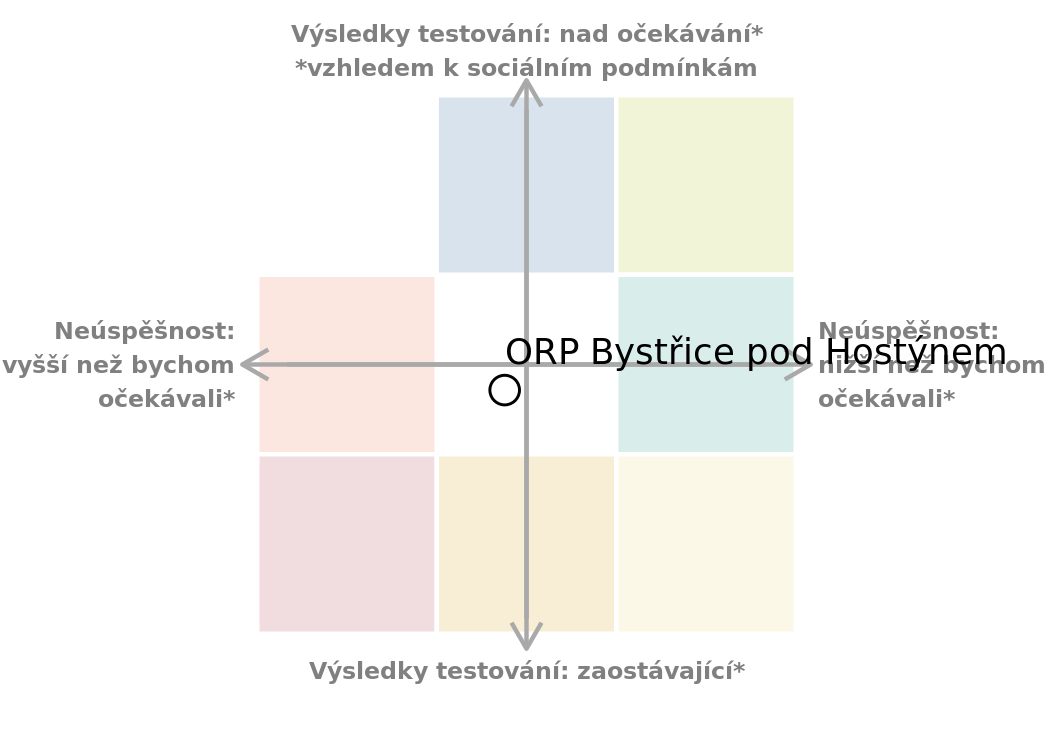 Výsledky testování: nad očekávání*
*vzhledem k sociálním podmínkám
Neúspěšnost:
vyšší než bychom
očekávali*
ORP Bystřice pod Hostýnem
Neúspěšnost:
nižší než bychom
očekávali*
Výsledky testování: zaostávající*